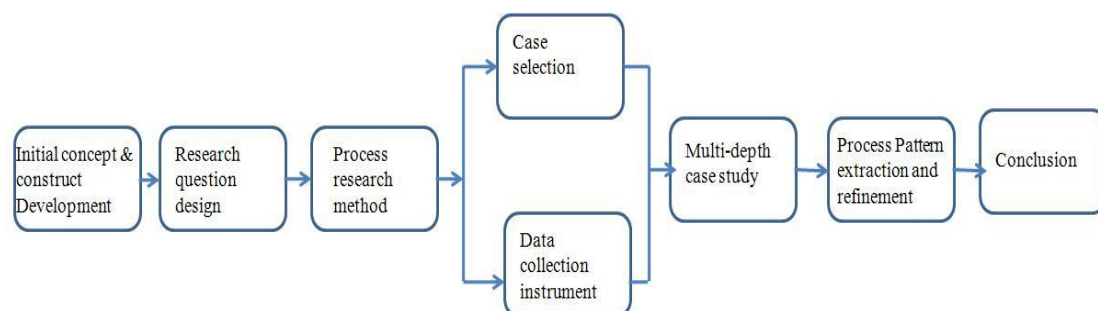 Initial concept &
construct
Development
Research
question
design
Process
research
method
Case
selection
Data
collection
instrument
Multi-depth
case study
Process Pattern
extraction and
refinement
Conclusion